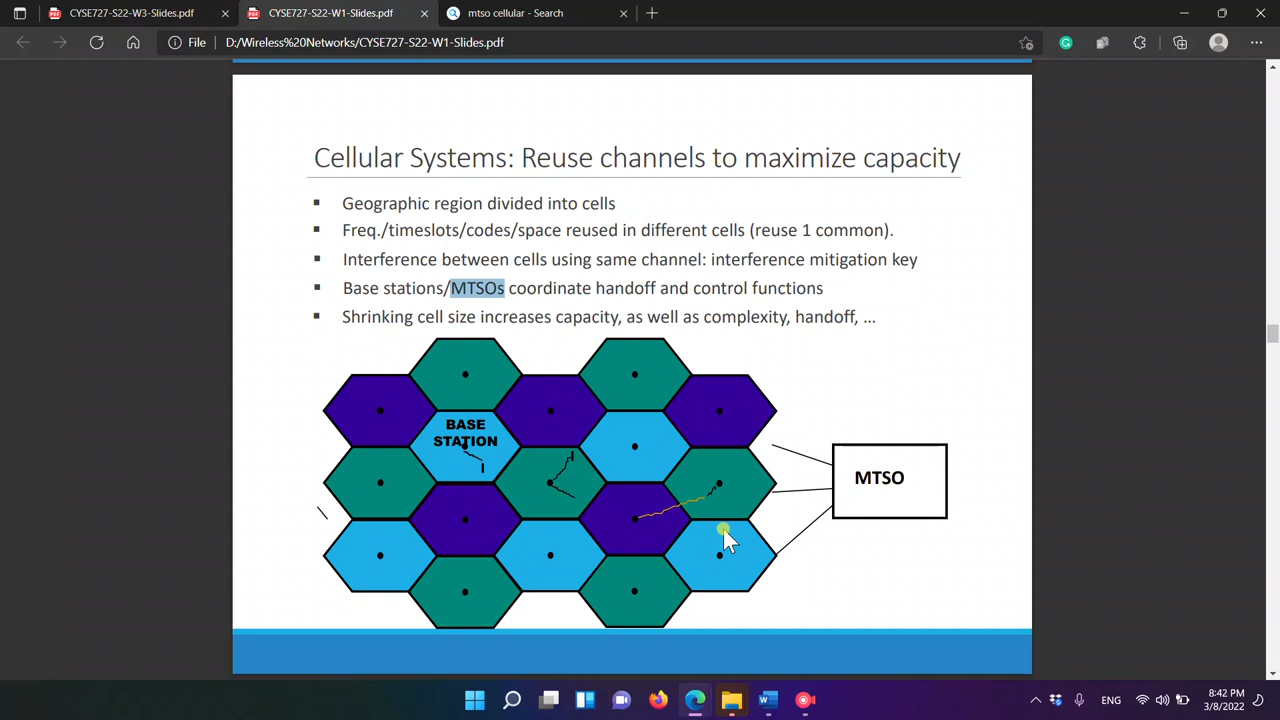 CYSE727-S22-W3-Slides.pdf
CYSE727-S22-W1-Slides.pdf
mtso cellular - Search
File
D:/Wireless%20Networks/CYSE727-S22-W1-Slides.pdf
Cellular Systems: Reuse channels to maximize capacity
▪ Geographic region divided into cells
▪ Freq./timeslots/codes/space reused in different cells (reuse 1 common).
▪ Interference between cells using same channel: interference mitigation key
▪ Base stations/MTSOs coordinate handoff and control functions
▪ Shrinking cell size increases capacity, as well as complexity, handoff, …
BASE
STATION
MTSO
ENG
8:42 PM
3/8/2022